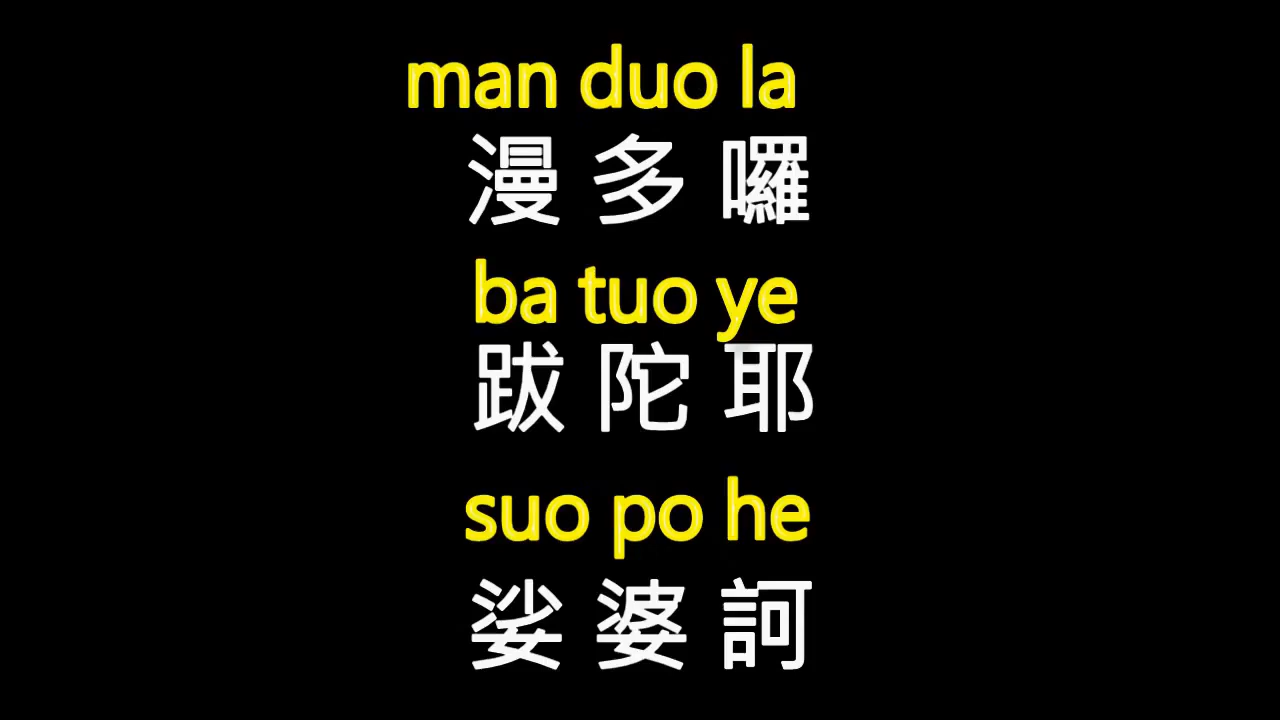 man duo la
漫 多 囉
ba tuo ye
跋 陀 耶
suo po he
娑 婆 訶